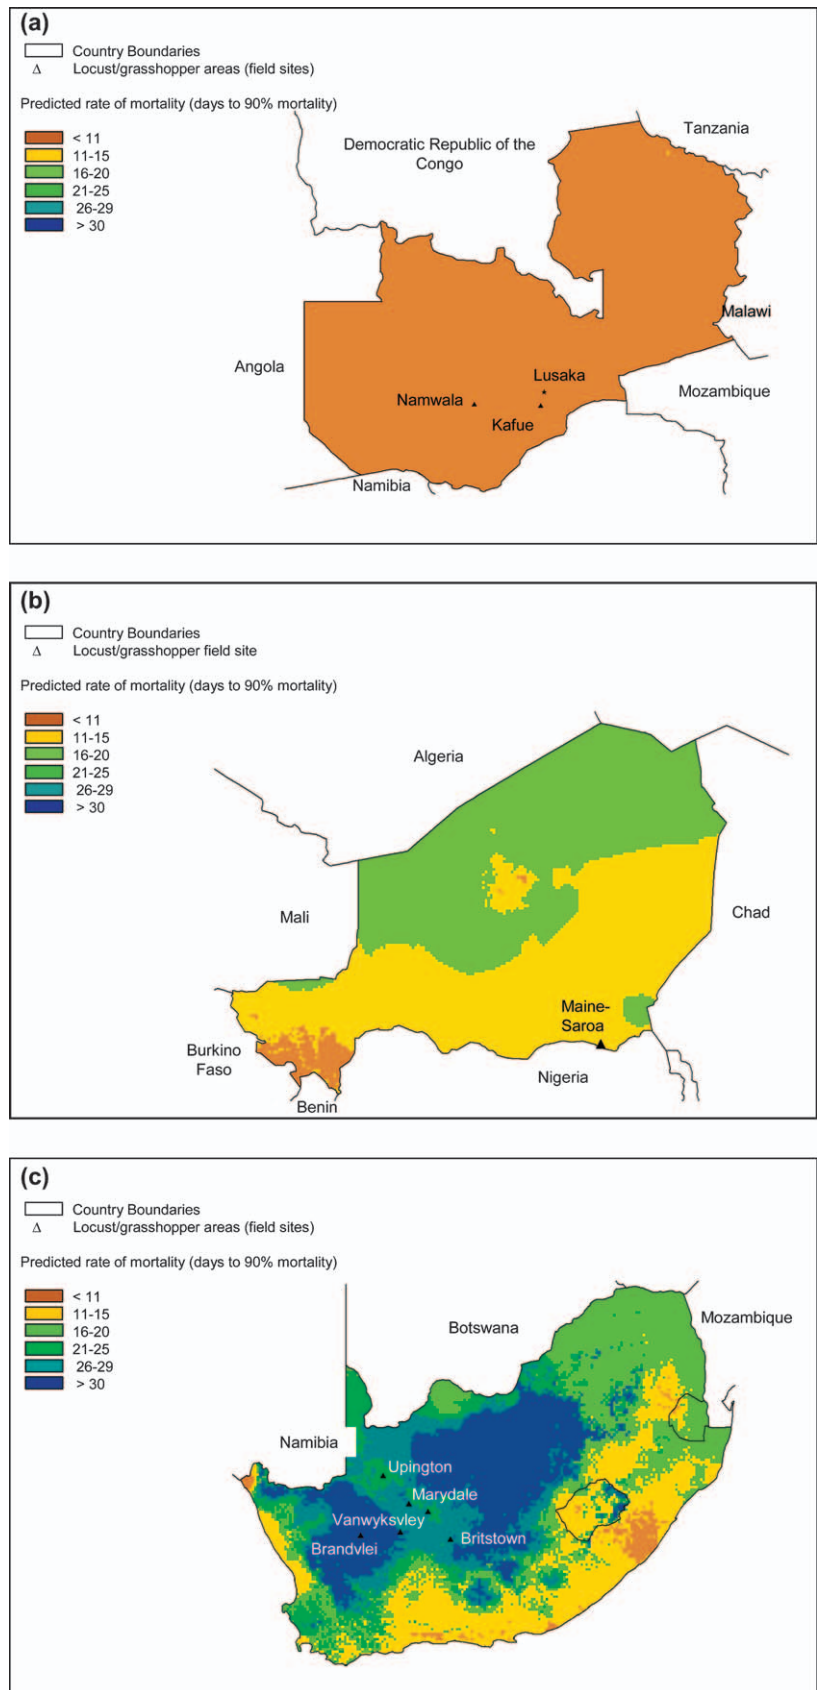 (a)
Country Boundaries
Δ Locust/grasshopper areas (field sites)
Predicted rate of mortality (days to 90% mortality)
< 11
11-15
16-20
21-25
26-29
> 30
Democratic Republic of the
Congo
Tanzania
Malawi
Angola
Lusaka
Mozambique
Namwala
Kafue
Namibia
(b)
Country Boundaries
Δ Locust/grasshopper field site
Predicted rate of mortality (days to 90% mortality)
< 11
11-15
16-20
21-25
26-29
> 30
Algeria
Mali
Chad
Maine-
Saroa
Burkino
Faso
Nigeria
Benin
(c)
Country Boundaries
Δ Locust/grasshopper areas (field sites)
Predicted rate of mortality (days to 90% mortality)
< 11
11-15
16-20
21-25
26-29
> 30
Mozambique
Botswana
Namibia
Upington
Marydale
Vanwyksvley
Brandvlei
Britstown